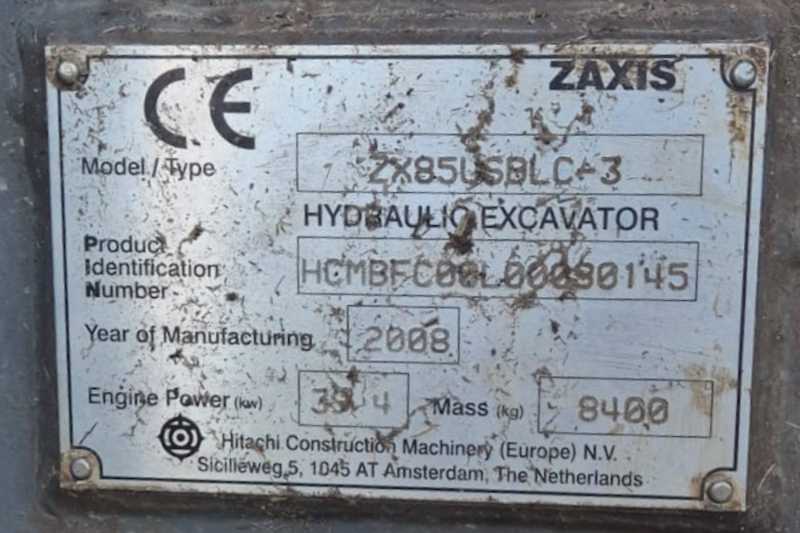 CE
ZAXIS
Model / Type ZX85USBLC-3
HYDRAULIC EXCAVATOR
Product
Identification
Number
Year of Manufacturing 2008
Engine Power (kw) Mass (kg) 8400
Hitachi Construction Machinery (Europe) N.V.
Sicilieweg 5, 1045 AT Amsterdam, The Netherlands